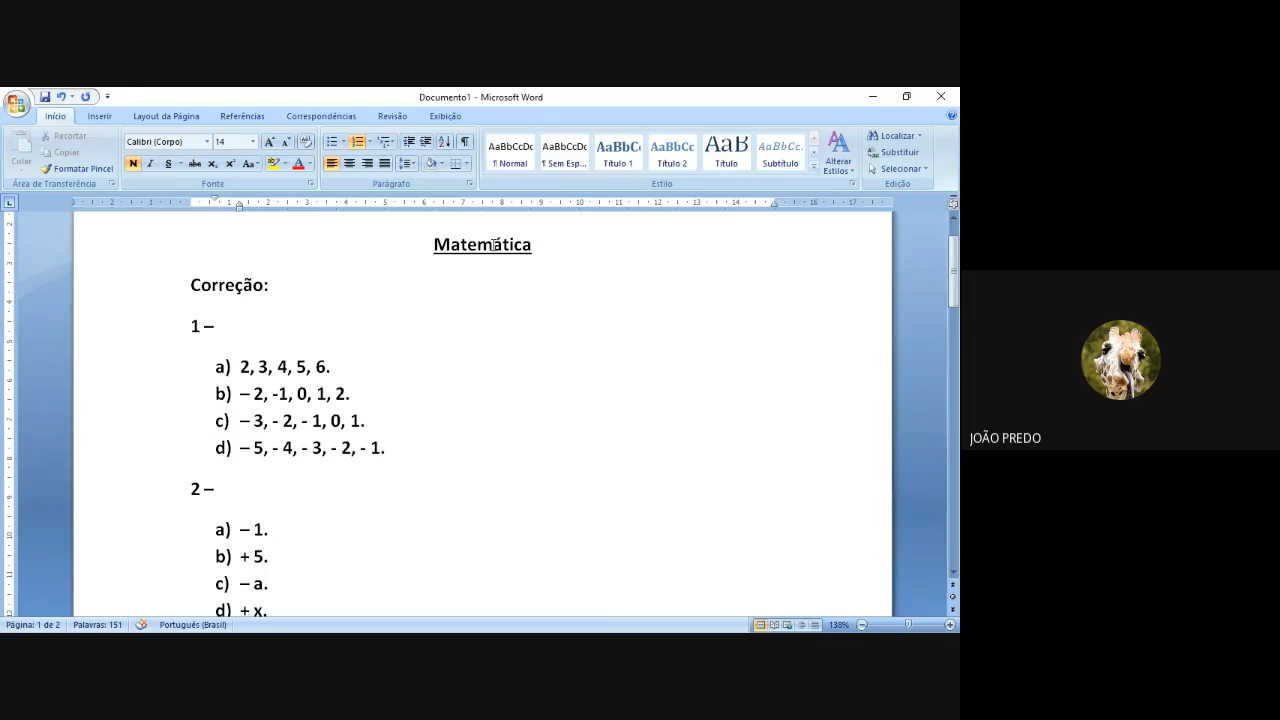 Documento1 - Microsoft Word
Início Inserir Layout da Página Referências Correspondências Revisão Exibição
Colar
Recortar
Copiar
Formatar Pincel
Área de Transferência
Calibri (Corpo) 14
N I S abc x₂ x² Aa
Fonte
Parágrafo
AaBbCcDc AaBbCcDc AaBbCc AaBbCc AaB AaBbCc.
¶ Normal ¶ Sem Esp... Título 1 Título 2 Título Subtítulo
Alterar Estilos
Estilo
Localizar
Substituir
Selecionar
Edição
Matemática
Correção:
1 –
a) 2, 3, 4, 5, 6.
b) – 2, -1, 0, 1, 2.
c) – 3, - 2, - 1, 0, 1.
d) – 5, - 4, - 3, - 2, - 1.
2 –
a) – 1.
b) + 5.
c) – a.
d) + x.
Página: 1 de 2 Palavras: 151 Português (Brasil) 138%
JOÃO PREDO